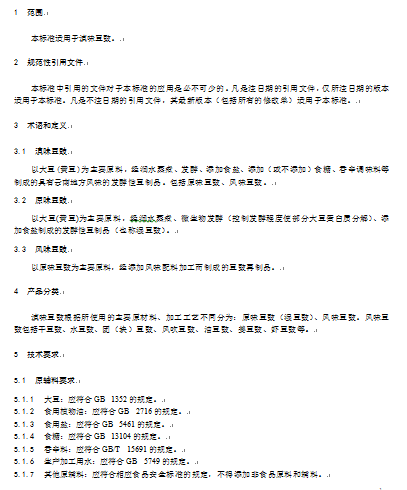 1 范围
本标准适用于滇味豆豉。
2 规范性引用文件
本标准中引用的文件对于本标准的应用是必不可少的。凡是注日期的引用文件，仅所注日期的版本
适用于本标准。凡是不注日期的引用文件，其最新版本（包括所有的修改单）适用于本标准。
3 术语和定义
3.1 滇味豆豉
以大豆(黄豆)为主要原料，经润水蒸煮、发酵、添加食盐、添加（或不添加）食糖、香辛调味料等
制成的具有云南地方风味的发酵性豆制品。包括原味豆豉、风味豆豉。
3.2 原味豆豉
以大豆(黄豆)为主要原料，经润水蒸煮、微生物发酵（控制发酵程度使部分大豆蛋白质分解）、添
加食盐制成的发酵性豆制品（也称级豆豉）。
3.3 风味豆豉
以原味豆豉为主要原料，经添加风味配料加工而制成的豆豉再制品。
4 产品分类
滇味豆豉根据所使用的主要原材料、加工工艺不同分为：原味豆豉（级豆豉）、风味豆豉。风味豆
豉包括干豆豉、水豆豉、团（块）豆豉、风吹豆豉、油豆豉、姜豆豉、虾豆豉等。
5 技术要求
5.1 原辅料要求
5.1.1 大豆：应符合 GB 1352 的规定。
5.1.2 食用植物油：应符合 GB 2716 的规定。
5.1.3 食用盐：应符合 GB 5461 的规定。
5.1.4 食糖：应符合 GB 13104 的规定。
5.1.5 香辛料：应符合 GB/T 15691 的规定。
5.1.6 生产加工用水：应符合 GB 5749 的规定。
5.1.7 其他原辅料：应符合相应食品安全标准的规定，不得添加非食品原料和辅料。